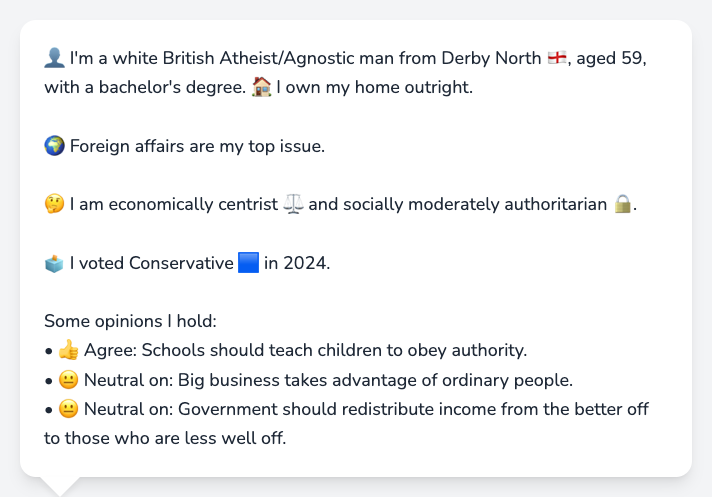 👤 I'm a white British Atheist/Agnostic man from Derby North 🏴󠁧󠁢󠁥󠁮󠁧󠁿, aged 59,
with a bachelor's degree. 🏠 I own my home outright.
🌍 Foreign affairs are my top issue.
🤔 I am economically centrist ⚖️ and socially moderately authoritarian 🔒.
🗳️ I voted Conservative 🟦 in 2024.
Some opinions I hold:
• 👍 Agree: Schools should teach children to obey authority.
• 😐 Neutral on: Big business takes advantage of ordinary people.
• 😐 Neutral on: Government should redistribute income from the better off
to those who are less well off.